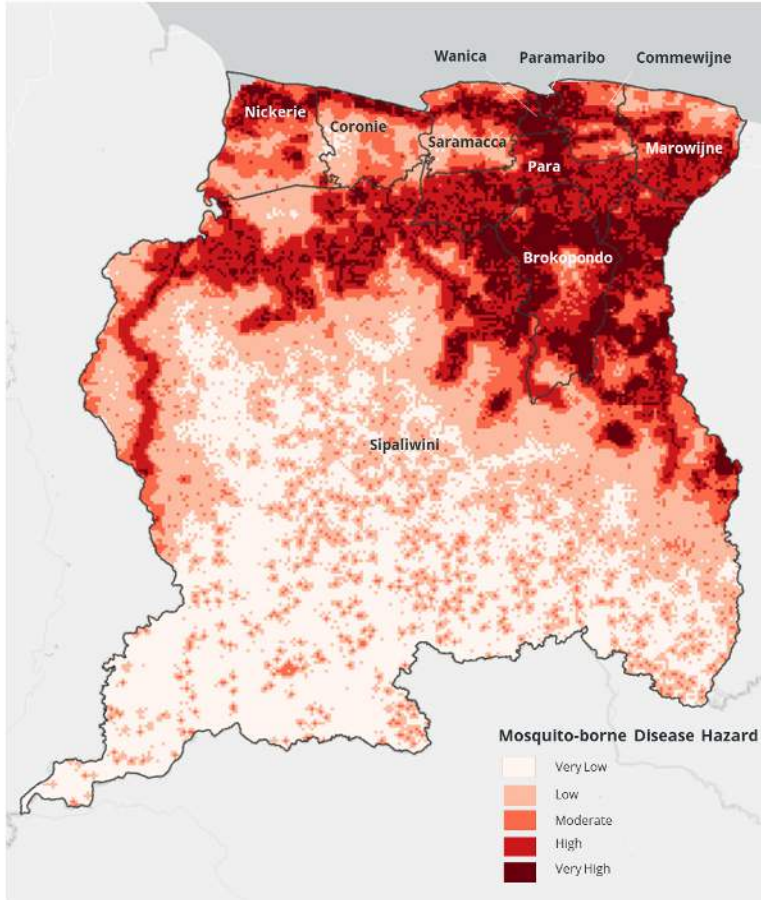 Wanica Paramaribo Commewijne
Nickerie
Coronie
Saramacca
Marowijne
Para
Brokopondo
Sipaliwini
Mosquito-borne Disease Hazard
Very Low
Low
Moderate
High
Very High